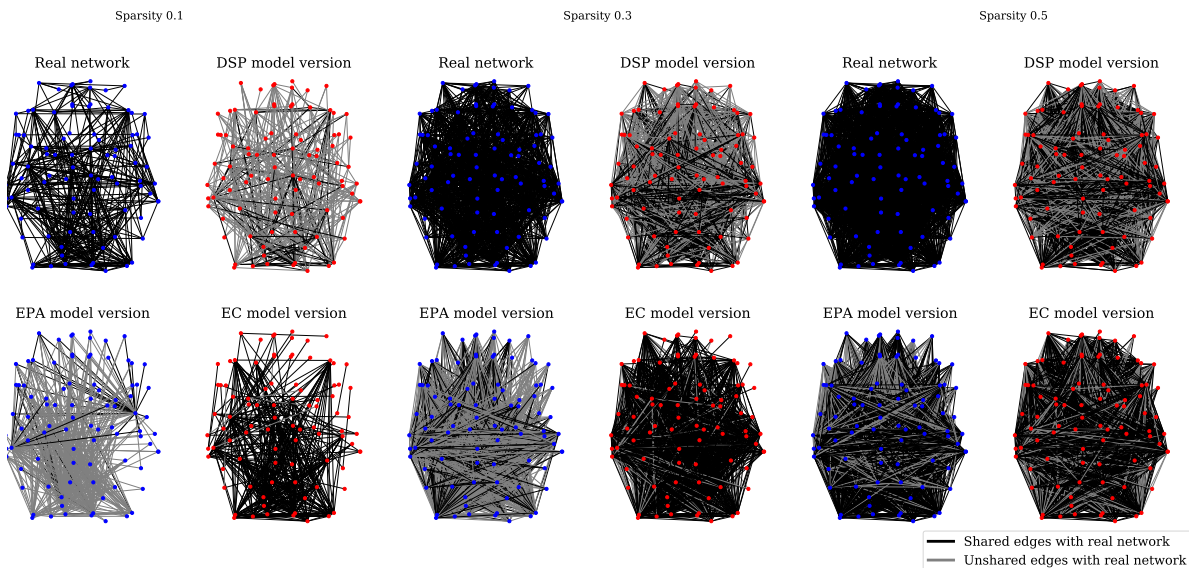 Sparsity 0.1
Sparsity 0.3
Sparsity 0.5
Real network
DSP model version
Real network
DSP model version
Real network
DSP model version
EPA model version
EC model version
EPA model version
EC model version
EPA model version
EC model version
Shared edges with real network
Unshared edges with real network